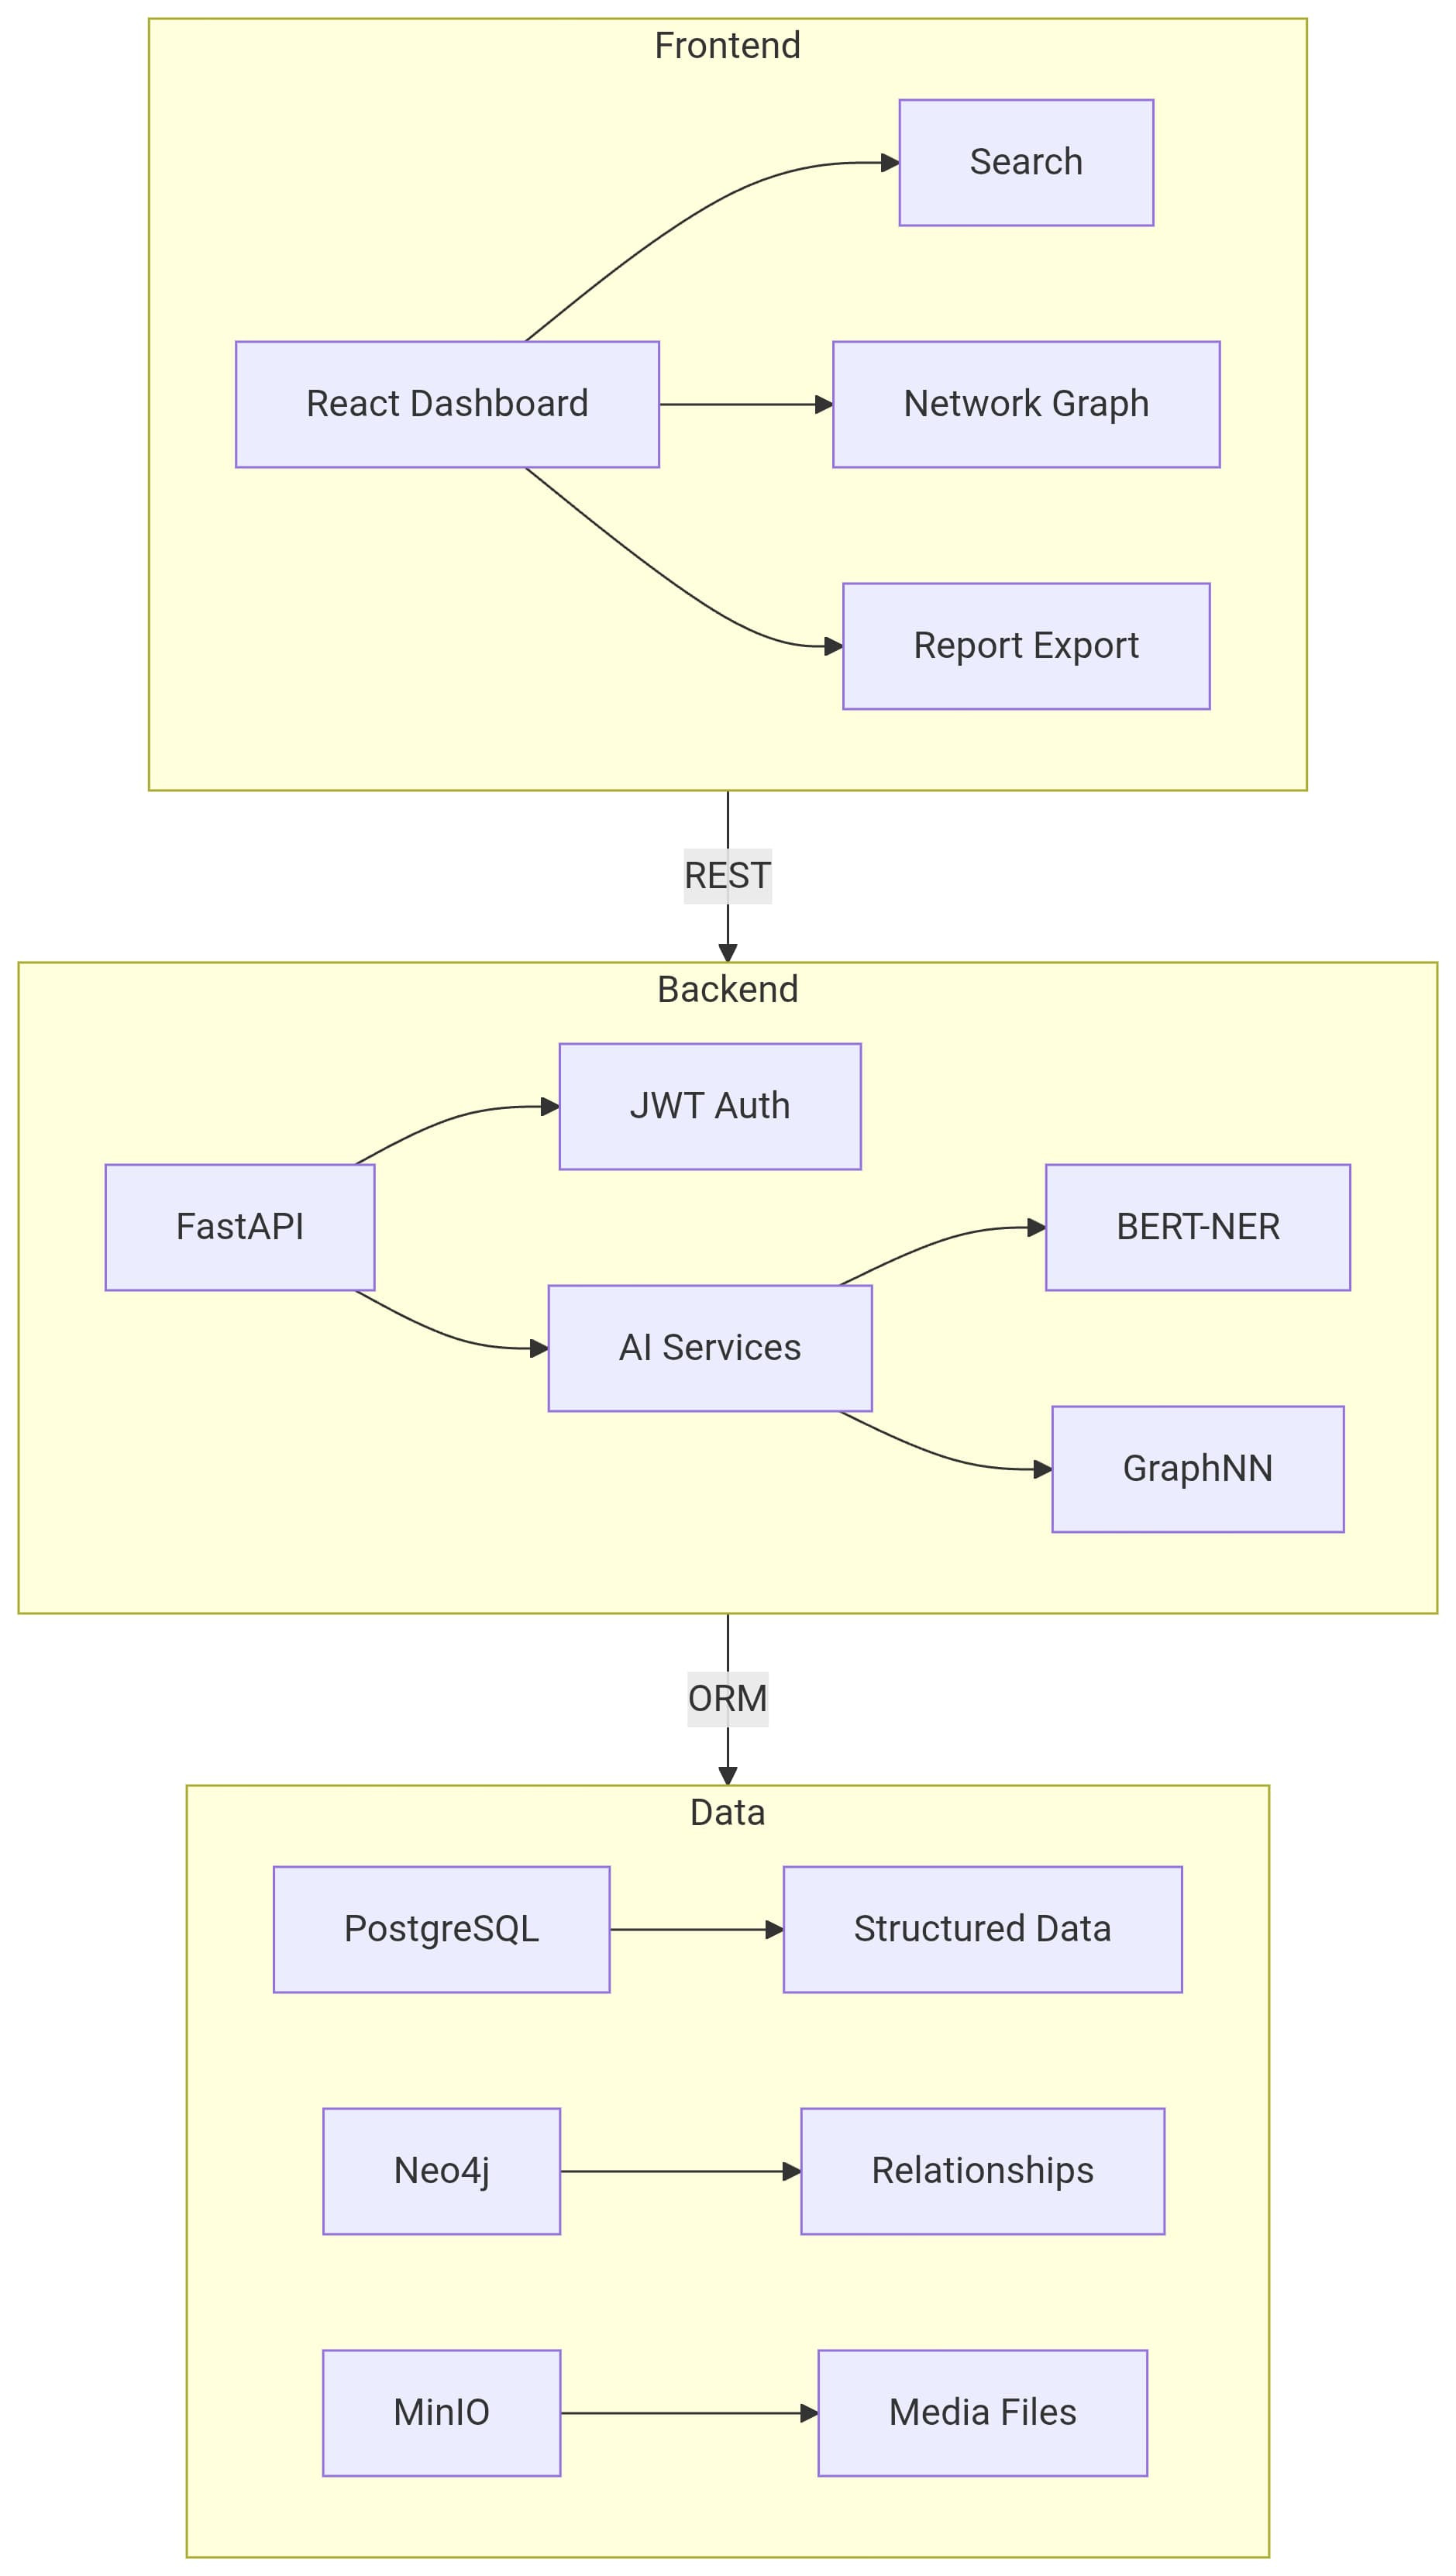 Frontend
Search
React Dashboard
Network Graph
Report Export
REST
Backend
JWT Auth
FastAPI
BERT-NER
AI Services
GraphNN
ORM
Data
PostgreSQL
Structured Data
Neo4j
Relationships
MinIO
Media Files